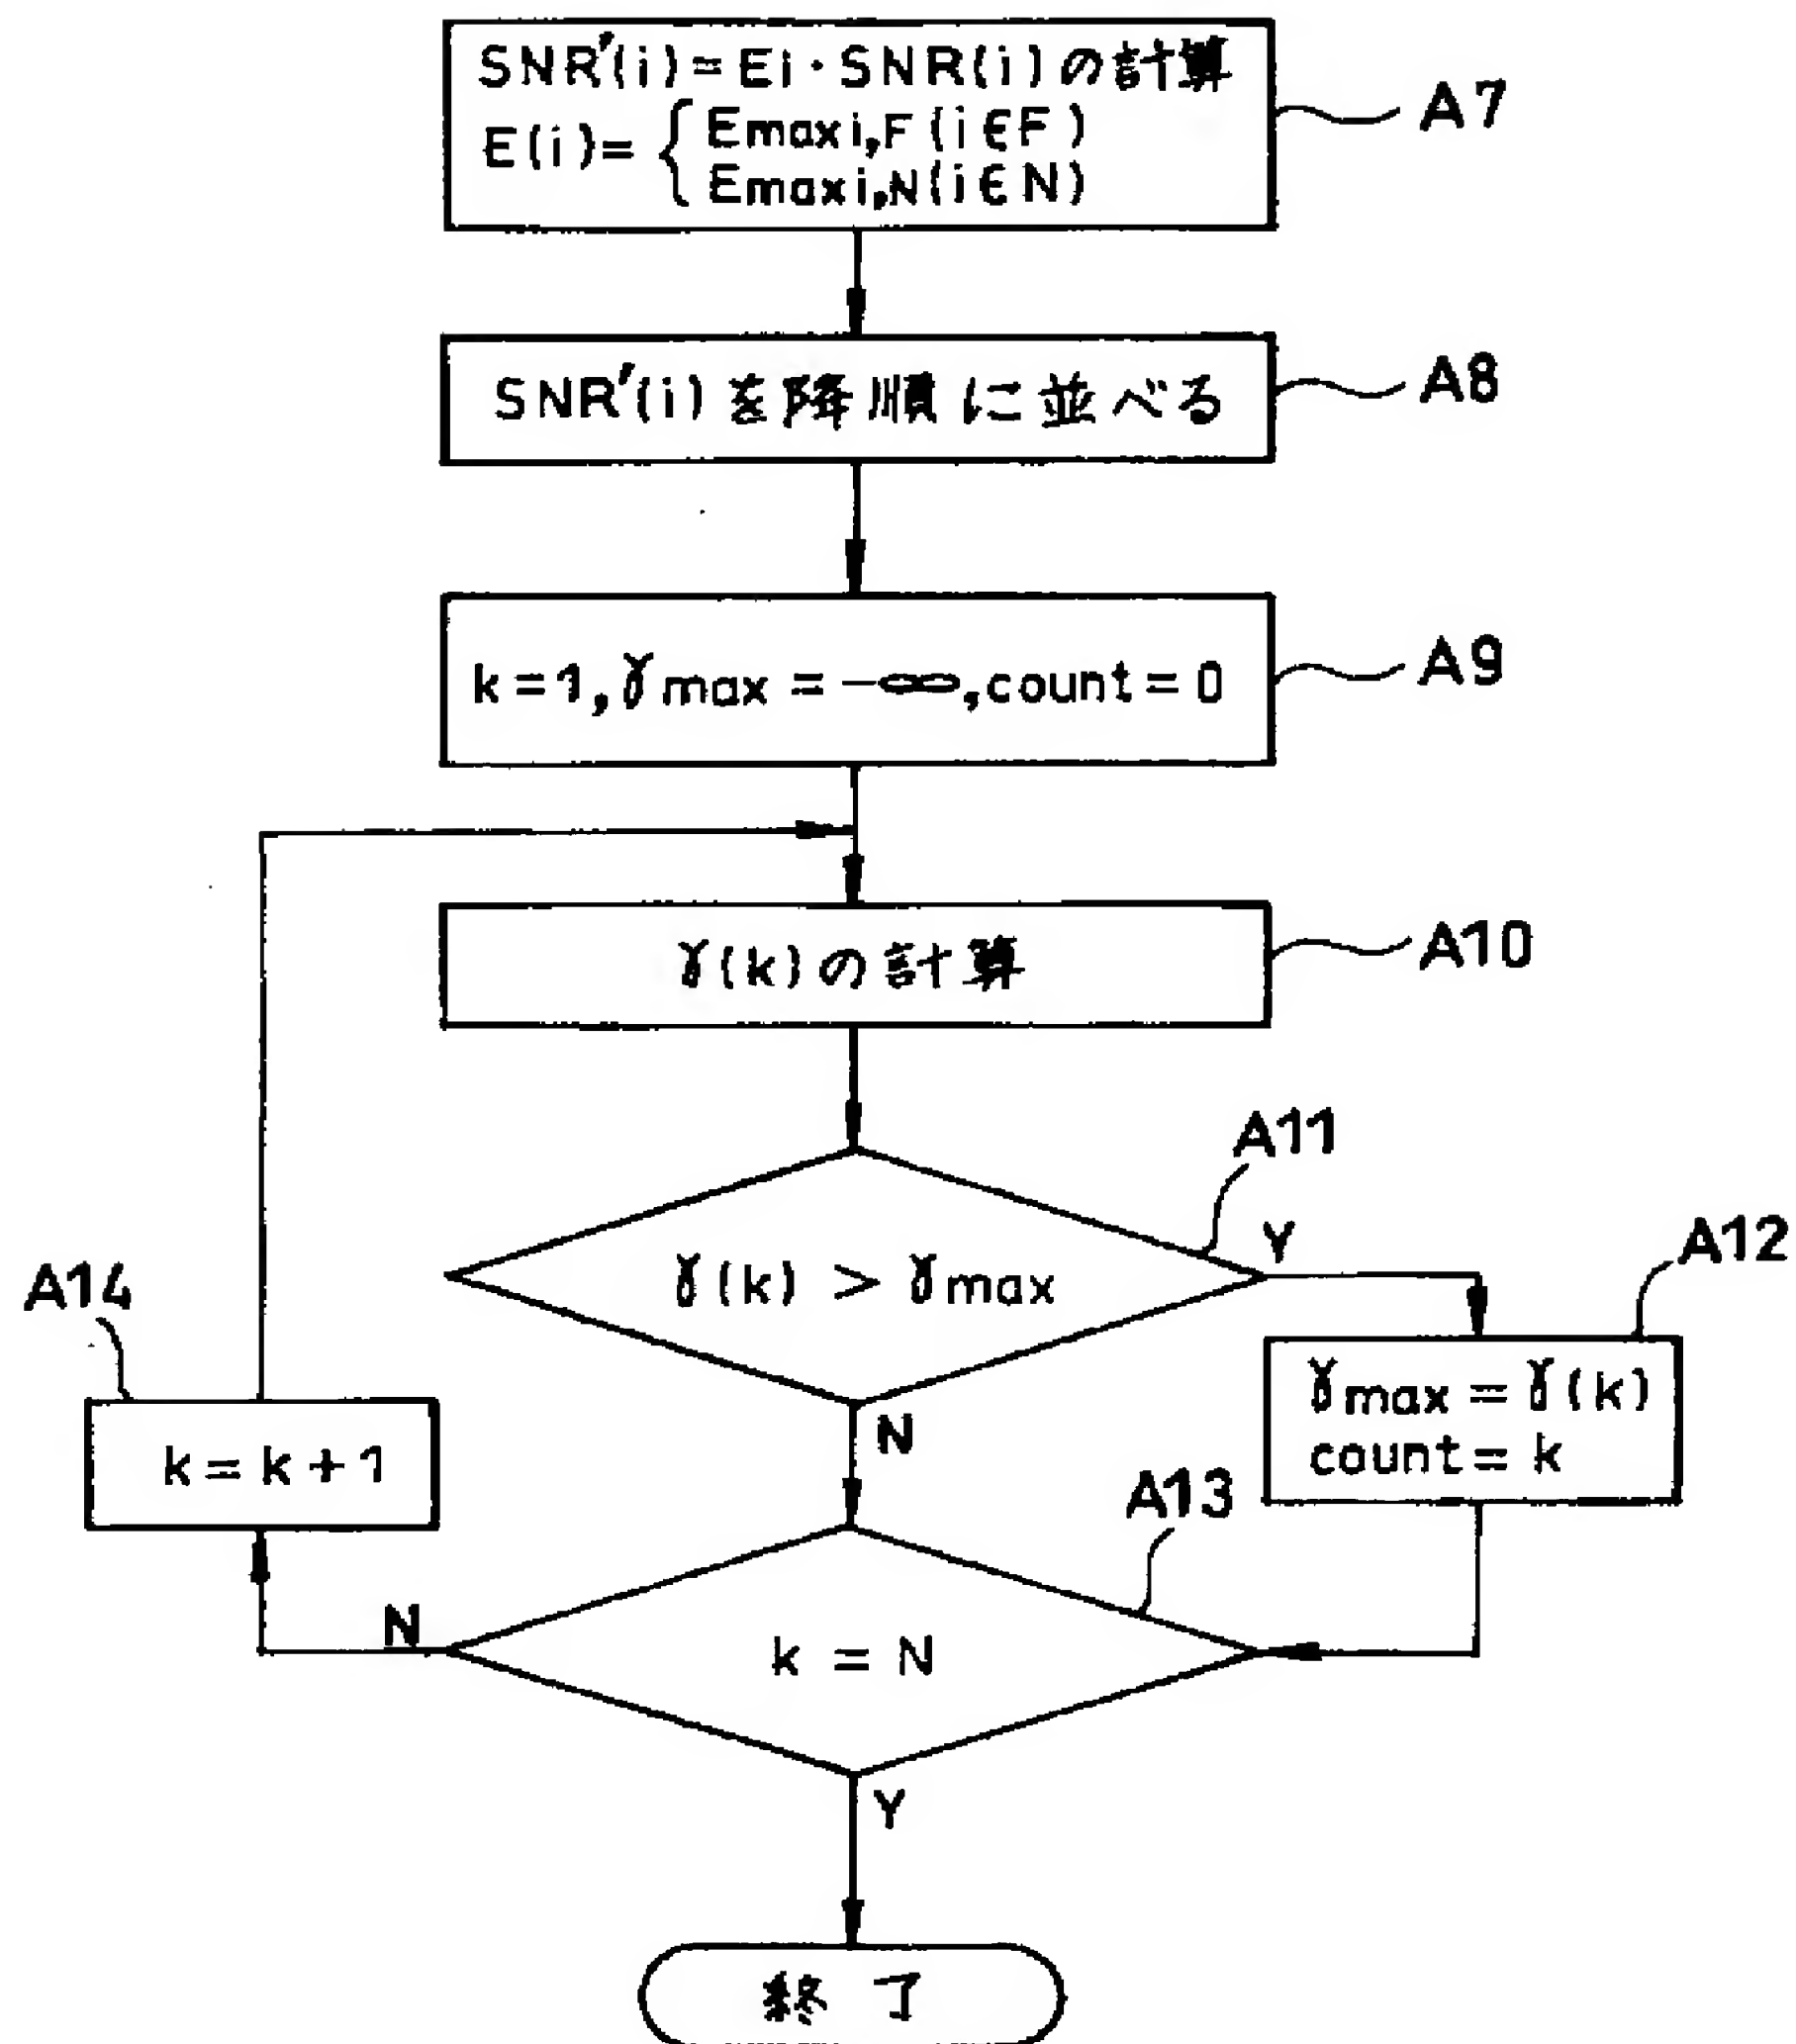 SNR'(i)=Ei・SNR(i)の計算
E(i)= { Emaxi,F(i∈F)
Emaxi,N(i∈N)
A7
SNR'(i)を降順に並べる
A8
k=1,γmax=-∞,count=0
A9
γ(k)の計算
A10
A11
γ(k) > γmax
Y
A12
γmax=γ(k)
count=k
N
A14
k=k+1
A13
k=N
N
Y
終了